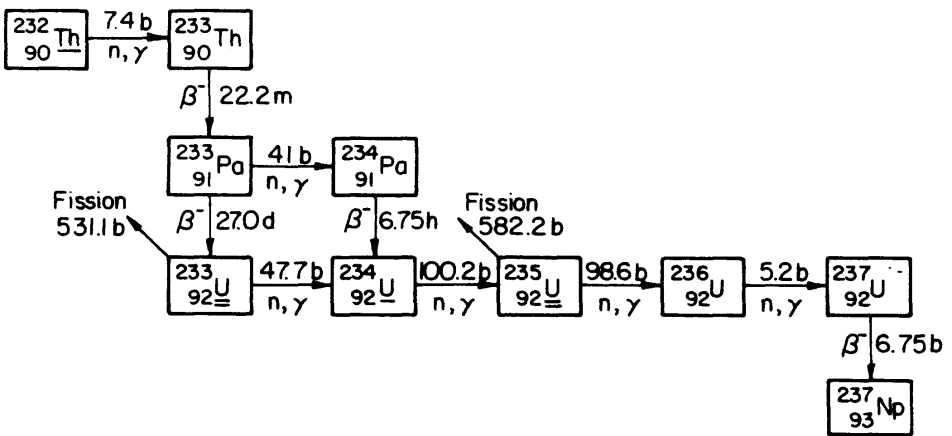 232 90 Th 7.4 b n, γ 233 90 Th
β⁻ 22.2 m
233 91 Pa 41 b n, γ 234 91 Pa
Fission 531.1 b
β⁻ 27.0 d
β⁻ 6.75 h
Fission 582.2 b
233 92 U 47.7 b n, γ 234 92 U 100.2 b n, γ 235 92 U 98.6 b n, γ 236 92 U 5.2 b n, γ 237 92 U
β⁻ 6.75 b
237 93 Np